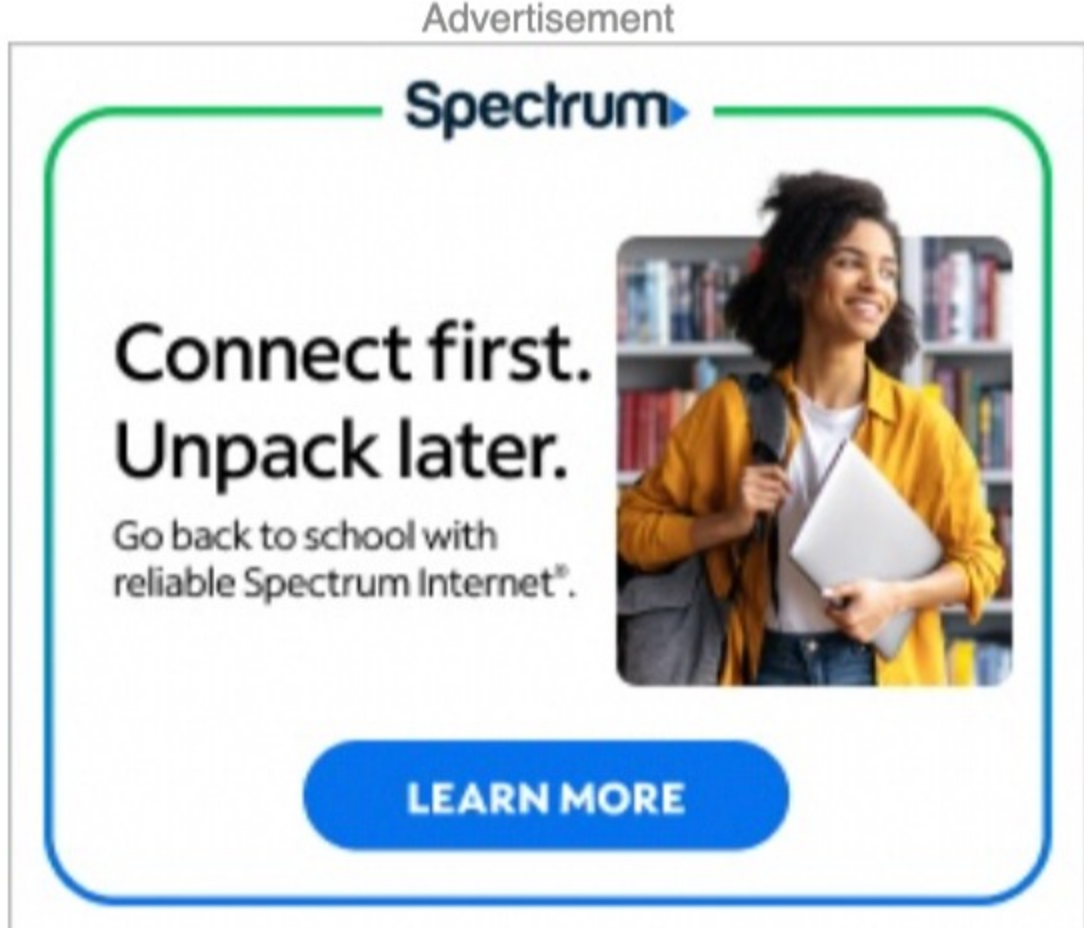 Advertisement
Spectrum
Connect first.
Unpack later.
Go back to school with
reliable Spectrum Internet®.
LEARN MORE